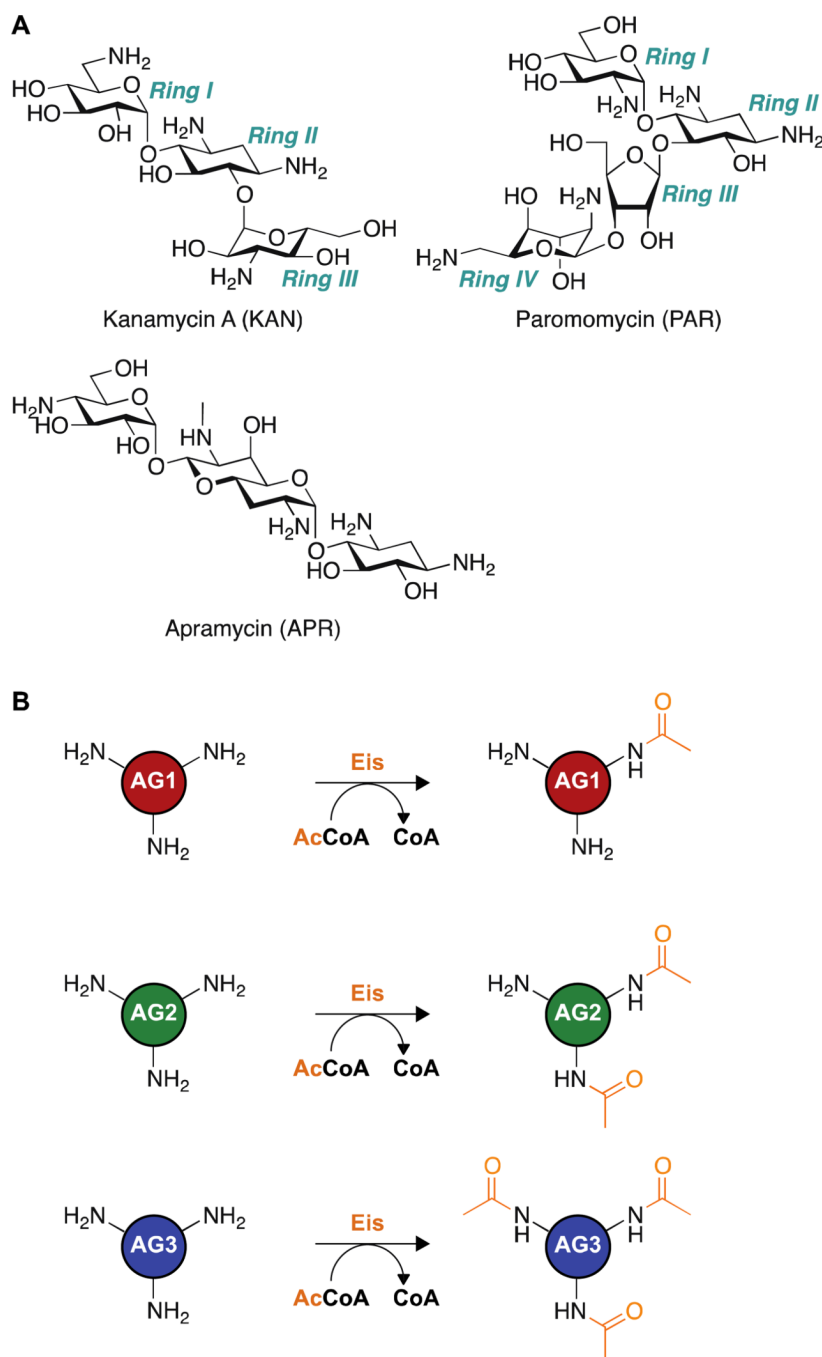 A
NH₂
HO
O
Ring I
HO
OH
H₂N
Ring II
O
NH₂
HO
O
O
OH
HO
OH
H₂N
Ring III
Kanamycin A (KAN)
OH
HO
O
Ring I
HO
H₂N
H₂N
Ring II
O
NH₂
HO
O
O
OH
Ring III
OH
H₂N
H₂N
O
O
OH
Ring IV
OH
Paromomycin (PAR)
OH
H₂N
O
HO
HO
HN
OH
O
O
O
H₂N
H₂N
O
NH₂
HO
OH
Apramycin (APR)
B
H₂N
NH₂
AG1
NH₂
Eis
AcCoA
CoA
O
H₂N
N
H
AG1
NH₂
H₂N
NH₂
AG2
NH₂
Eis
AcCoA
CoA
O
H₂N
N
H
AG2
HN
O
H₂N
NH₂
AG3
NH₂
Eis
AcCoA
CoA
O
O
N
H
N
H
AG3
HN
O